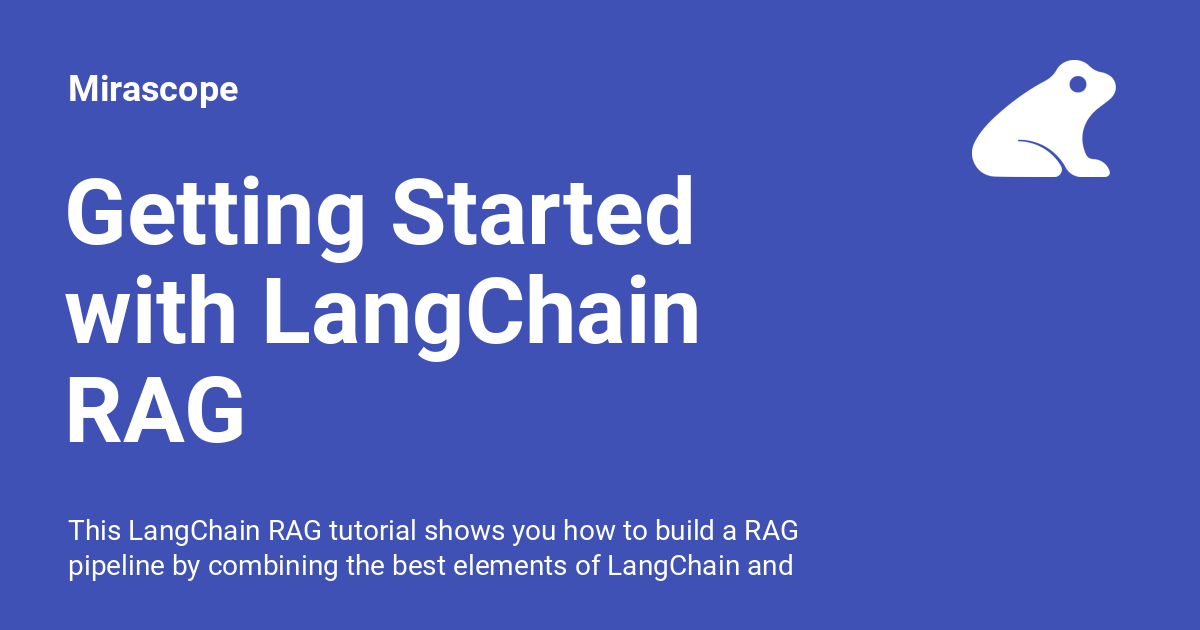 Mirascope
Getting Started
with LangChain
RAG
This LangChain RAG tutorial shows you how to build a RAG
pipeline by combining the best elements of LangChain and